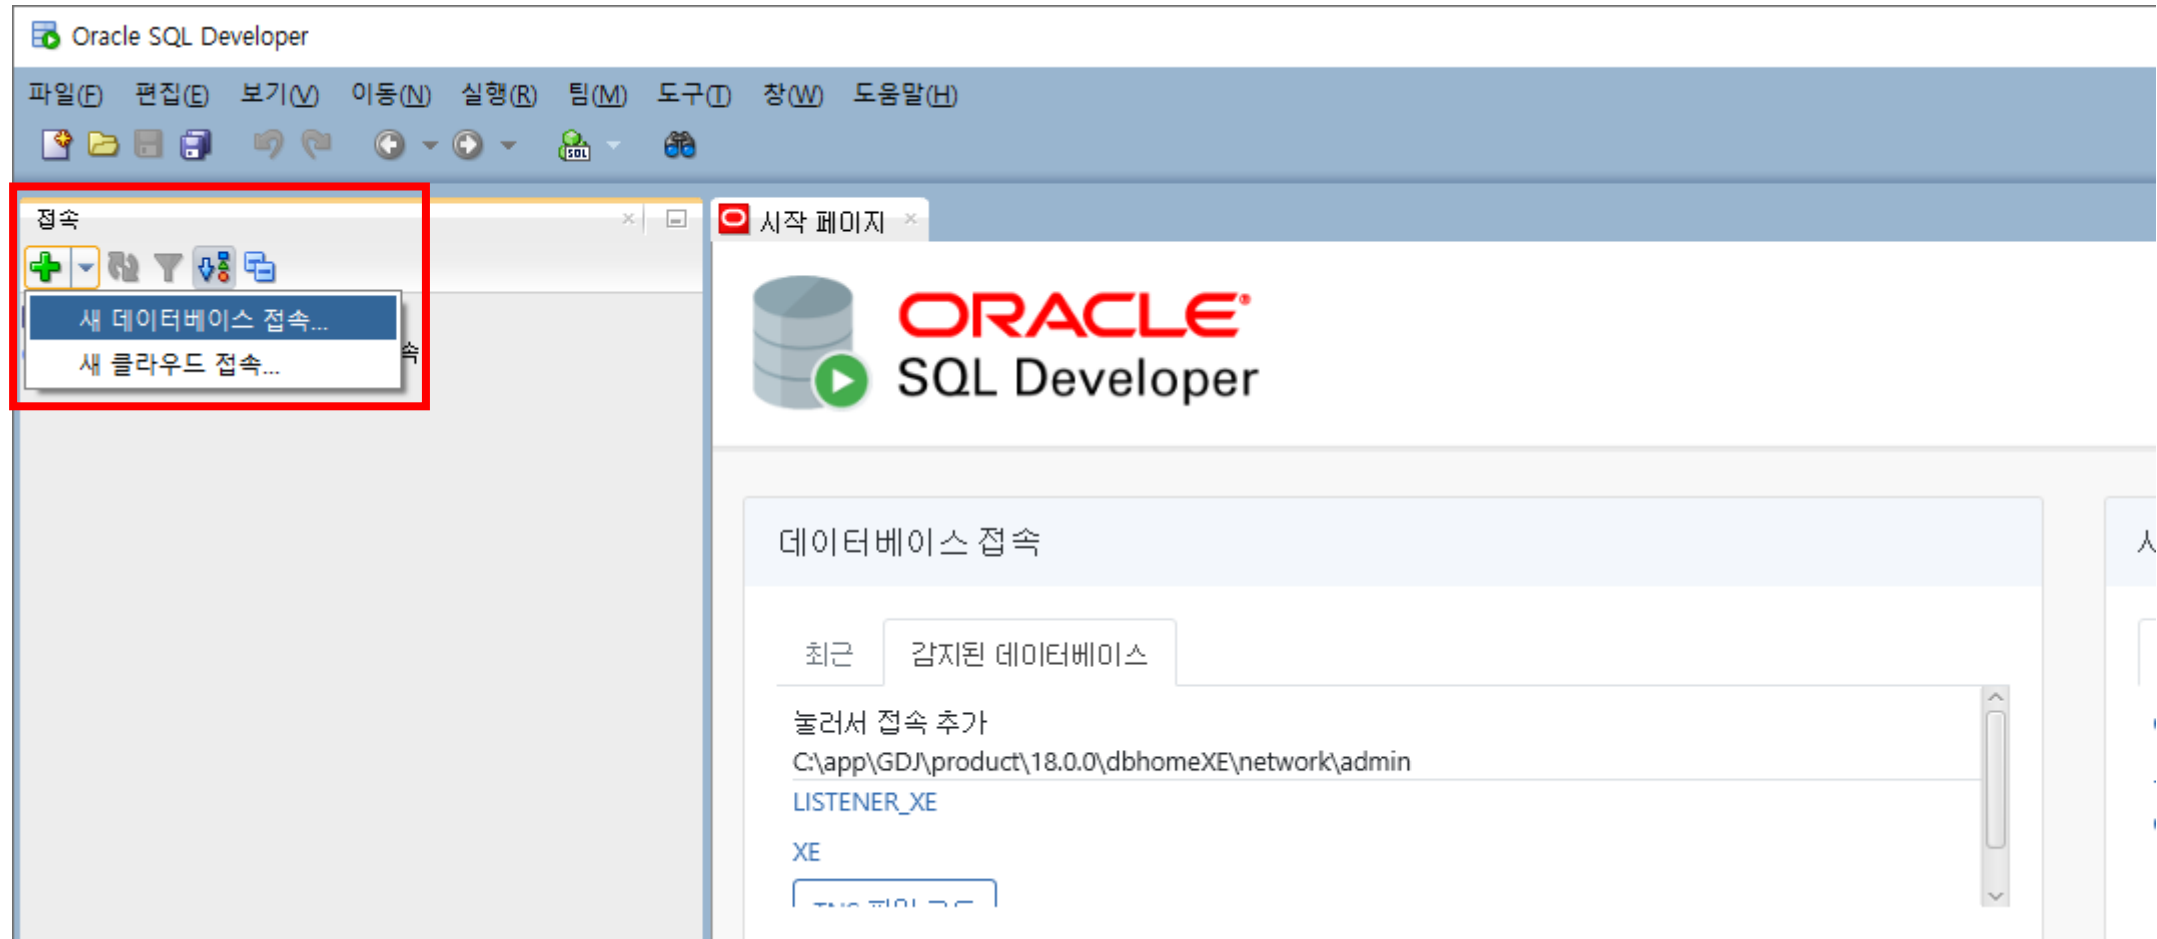 Oracle SQL Developer
파일(F) 편집(E) 보기(V) 이동(N) 실행(R) 팀(M) 도구(T) 창(W) 도움말(H)
SQL
접속
시작 페이지
새 데이터베이스 접속...
새 클라우드 접속...
속
ORACLE
SQL Developer
데이터베이스 접속
최근 감지된 데이터베이스
눌러서 접속 추가
C:\app\GDJ\product\18.0.0\dbhomeXE\network\admin
LISTENER_XE
XE